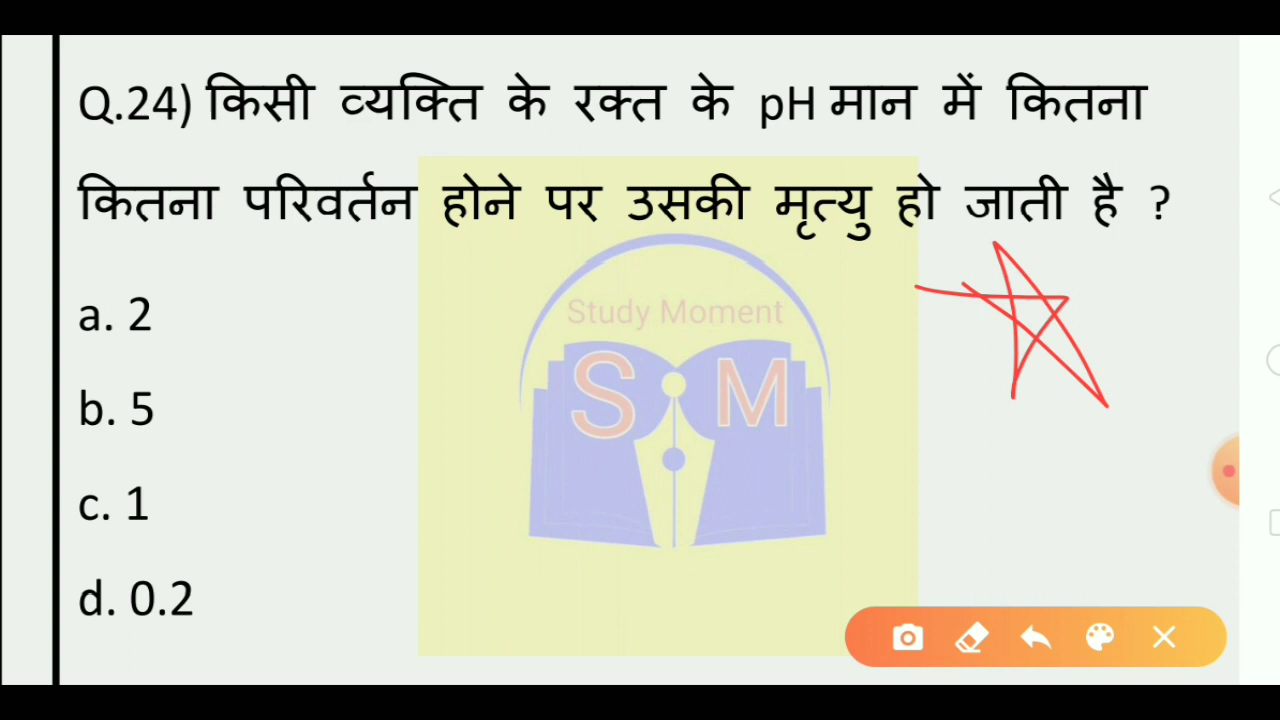 Q.24) किसी व्यक्ति के रक्त के pH मान में कितना
कितना परिवर्तन होने पर उसकी मृत्यु हो जाती है ?
Study Moment
S M
a. 2
b. 5
c. 1
d. 0.2